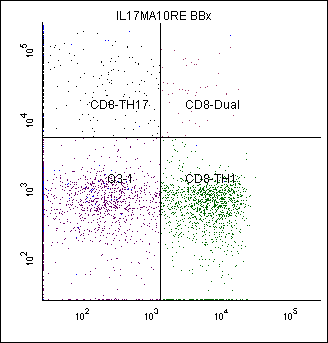 IL17MA10RE BBx
10^5
CD8-TH17 CD8-Dual
10^4
Q3-1 CD8-TH1
10^3
10^2
10^2 10^3 10^4 10^5